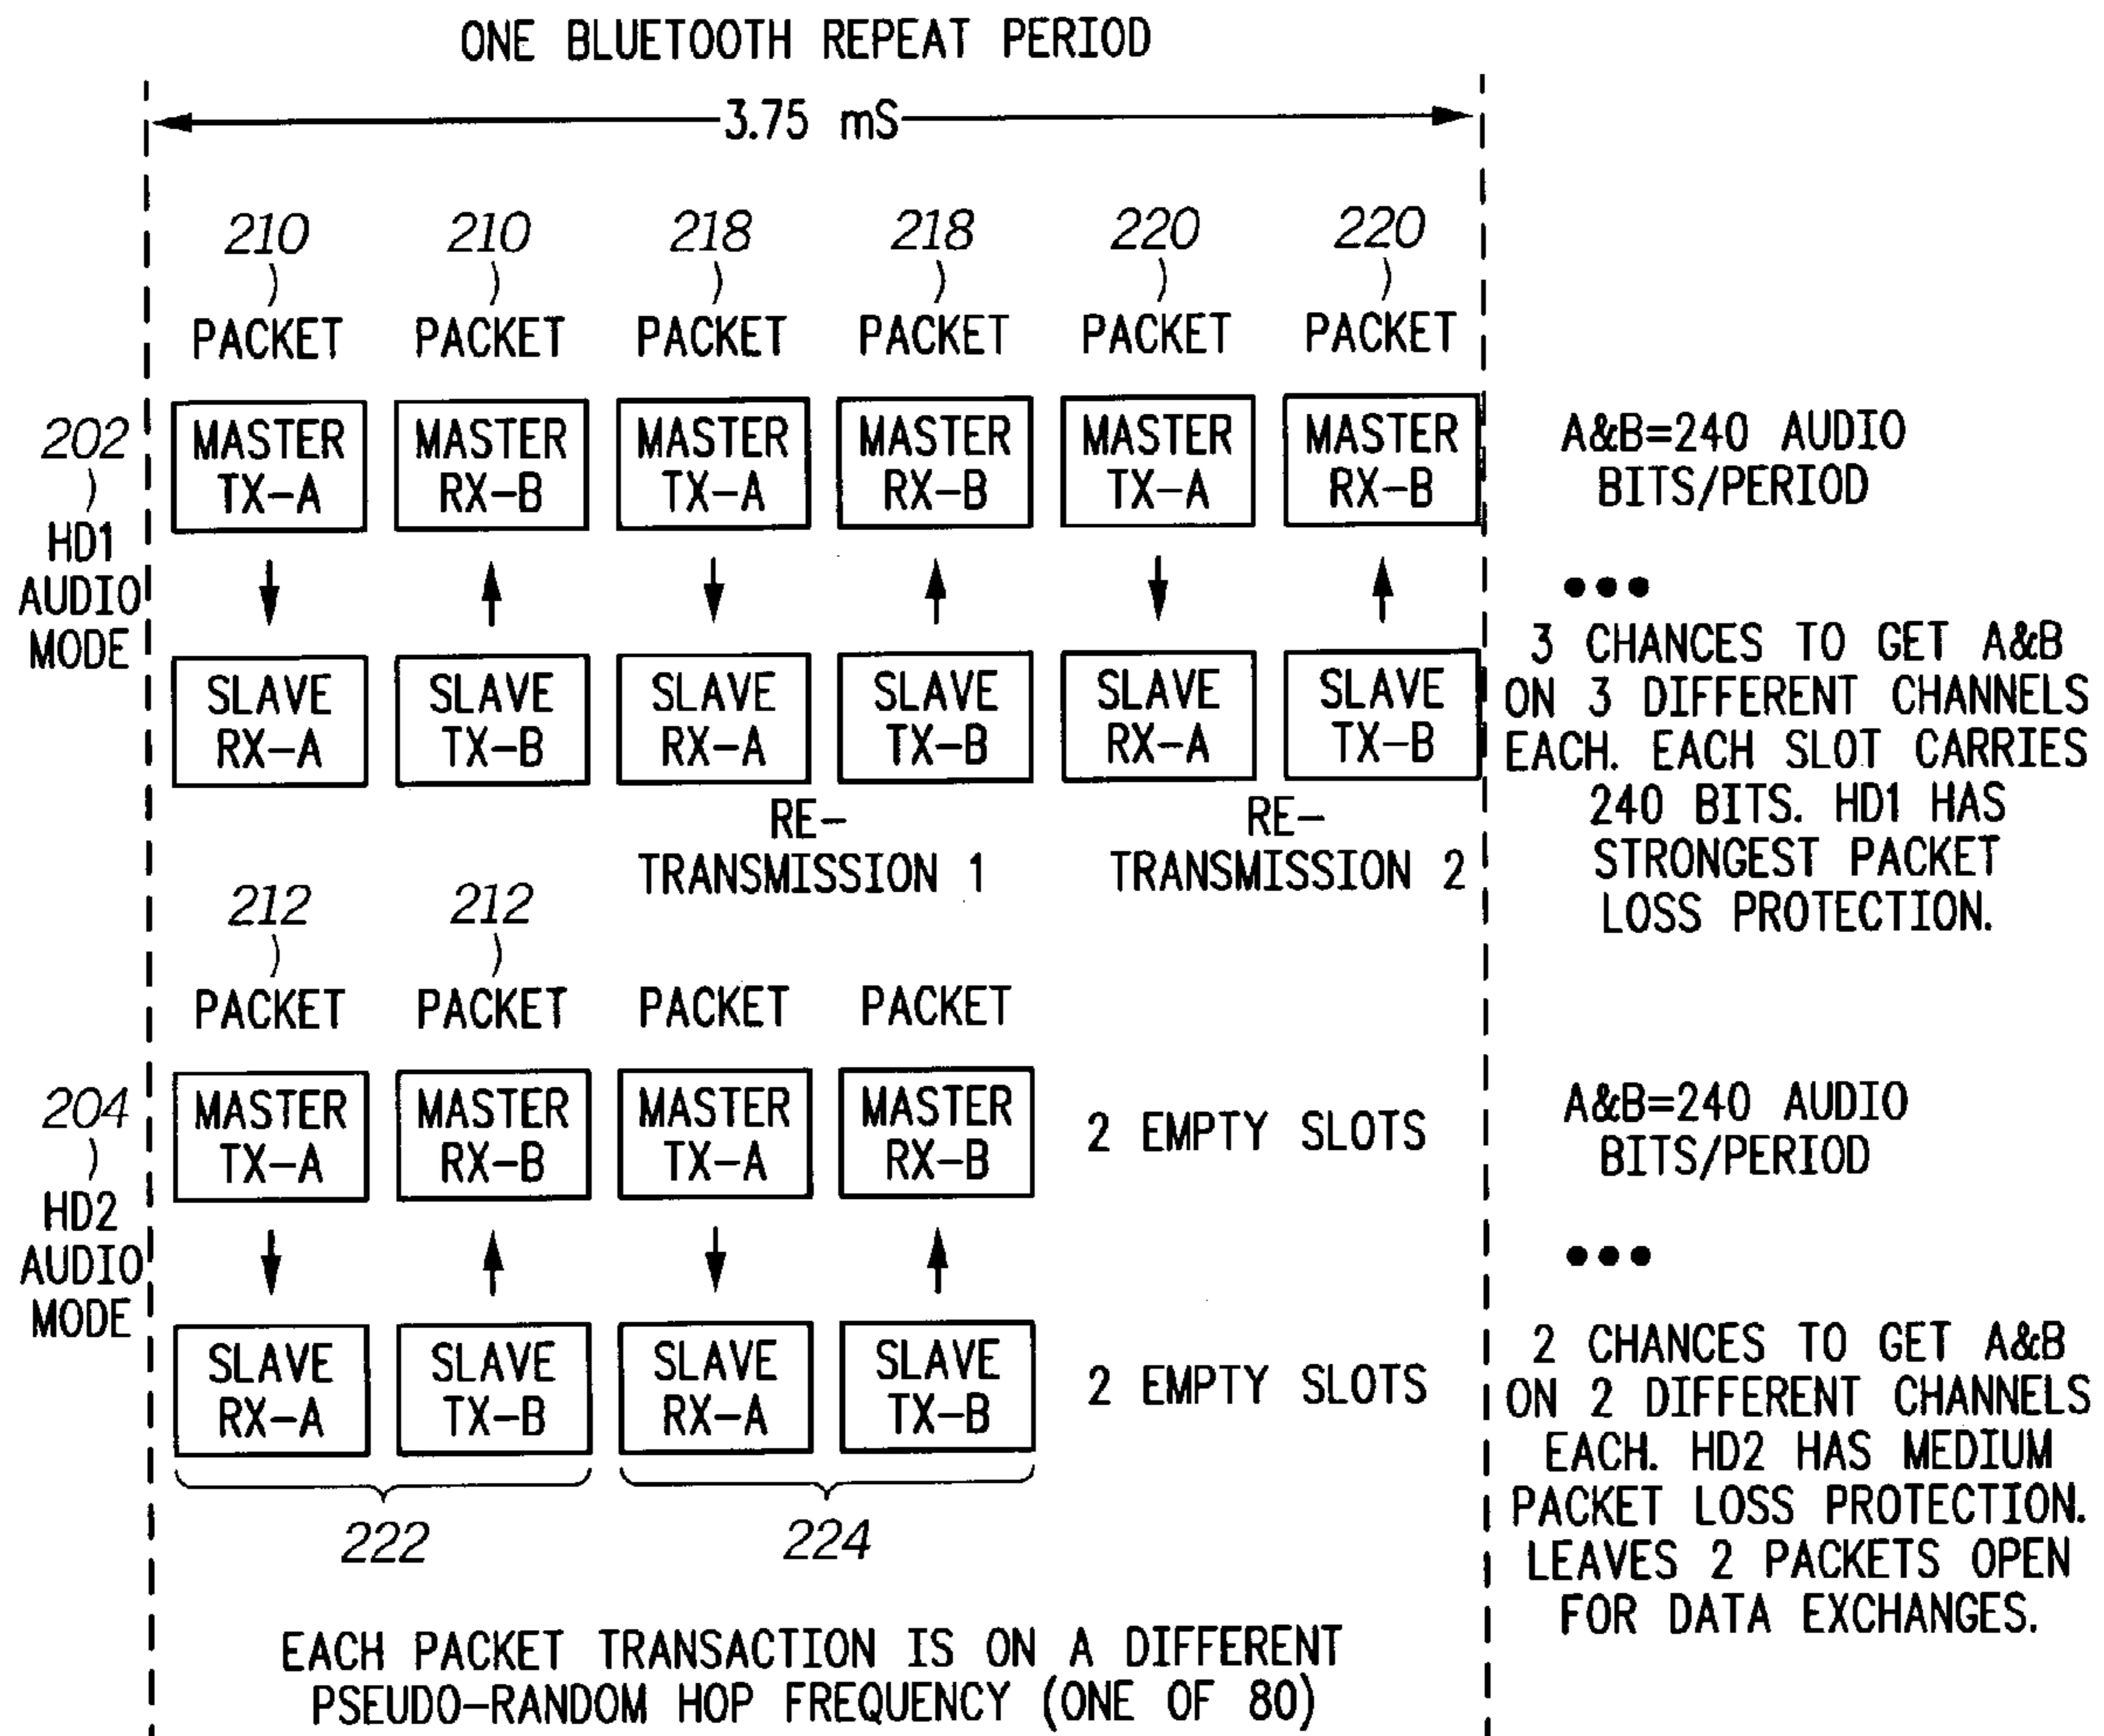 ONE BLUETOOTH REPEAT PERIOD
3.75 mS
210 210 218 218 220 220
PACKET PACKET PACKET PACKET PACKET PACKET
202
HD1
AUDIO
MODE
MASTER TX-A
MASTER RX-B
MASTER TX-A
MASTER RX-B
MASTER TX-A
MASTER RX-B
SLAVE RX-A
SLAVE TX-B
SLAVE RX-A
SLAVE TX-B
SLAVE RX-A
SLAVE TX-B
RE-
TRANSMISSION 1
RE-
TRANSMISSION 2
A&B=240 AUDIO
BITS/PERIOD
•••
3 CHANCES TO GET A&B
ON 3 DIFFERENT CHANNELS
EACH. EACH SLOT CARRIES
240 BITS. HD1 HAS
STRONGEST PACKET
LOSS PROTECTION.
212 212
PACKET PACKET PACKET PACKET
204
HD2
AUDIO
MODE
MASTER TX-A
MASTER RX-B
MASTER TX-A
MASTER RX-B
2 EMPTY SLOTS
SLAVE RX-A
SLAVE TX-B
SLAVE RX-A
SLAVE TX-B
2 EMPTY SLOTS
222 224
A&B=240 AUDIO
BITS/PERIOD
•••
2 CHANCES TO GET A&B
ON 2 DIFFERENT CHANNELS
EACH. HD2 HAS MEDIUM
PACKET LOSS PROTECTION.
LEAVES 2 PACKETS OPEN
FOR DATA EXCHANGES.
EACH PACKET TRANSACTION IS ON A DIFFERENT
PSEUDO-RANDOM HOP FREQUENCY (ONE OF 80)